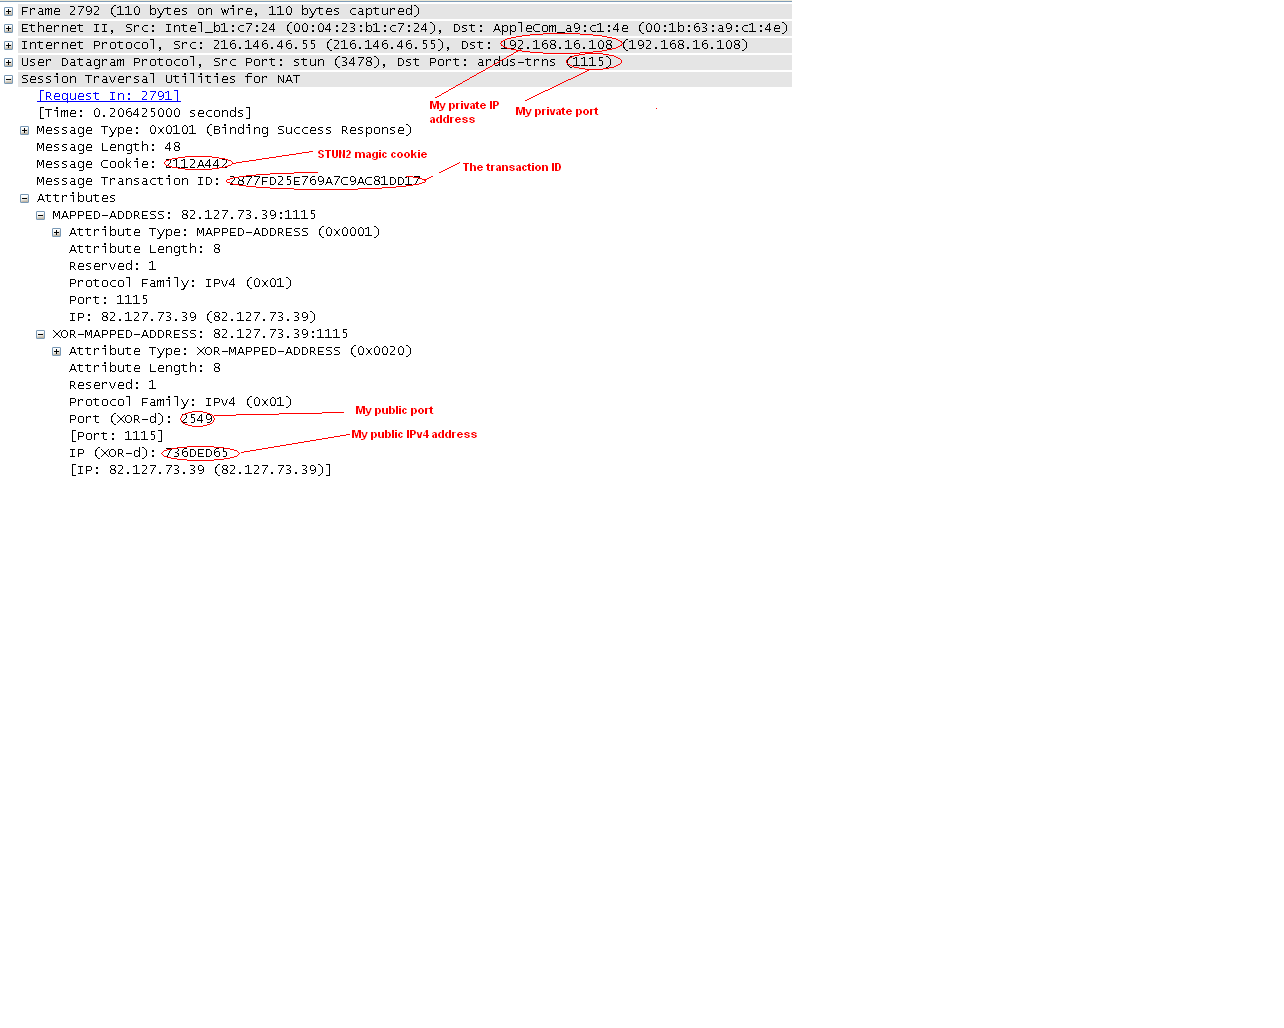 Frame 2792 (110 bytes on wire, 110 bytes captured)
Ethernet II, Src: Intel_b1:c7:24 (00:04:23:b1:c7:24), Dst: AppleCom_a9:c1:4e (00:1b:63:a9:c1:4e)
Internet Protocol, Src: 216.146.46.55 (216.146.46.55), Dst: 192.168.16.108 (192.168.16.108)
User Datagram Protocol, Src Port: stun (3478), Dst Port: ardus-trns (1115)
Session Traversal Utilities for NAT
[Request In: 2791]
My private IP address
My private port
[Time: 0.206425000 seconds]
Message Type: 0x0101 (Binding Success Response)
Message Length: 48
STUN2 magic cookie
Message Cookie: 2112A442
The transaction ID
Message Transaction ID: 2877FD25E769A7C9AC81DD17
Attributes
MAPPED-ADDRESS: 82.127.73.39:1115
Attribute Type: MAPPED-ADDRESS (0x0001)
Attribute Length: 8
Reserved: 1
Protocol Family: IPv4 (0x01)
Port: 1115
IP: 82.127.73.39 (82.127.73.39)
XOR-MAPPED-ADDRESS: 82.127.73.39:1115
Attribute Type: XOR-MAPPED-ADDRESS (0x0020)
Attribute Length: 8
Reserved: 1
Protocol Family: IPv4 (0x01)
My public port
Port (XOR-d): 2549
[Port: 1115]
My public IPv4 address
IP (XOR-d): 736DED65
[IP: 82.127.73.39 (82.127.73.39)]